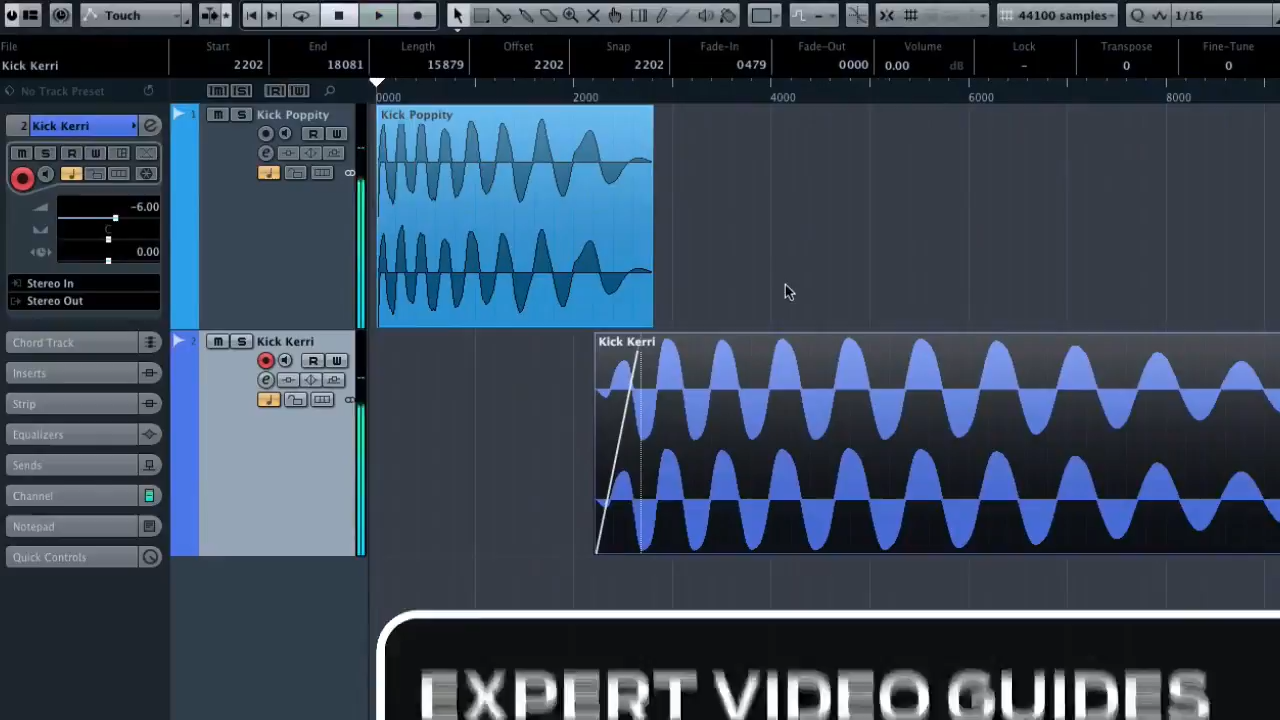 Touch
44100 samples
Q
1/16
File
Kick Kerri
Start
2202
End
18081
Length
15879
Offset
2202
Snap
2202
Fade-In
0479
Fade-Out
0000
Volume
0.00 dB
Lock
-
Transpose
0
Fine-Tune
0
No Track Preset
M S R W
0000 2000 4000 6000 8000
2 Kick Kerri
M S R W
-6.00
C
0.00
Stereo In
Stereo Out
Chord Track
Inserts
Strip
Equalizers
Sends
Channel
Notepad
Quick Controls
1 M S Kick Poppity
R W
e
Kick Poppity
2 M S Kick Kerri
R W
e
Kick Kerri
EXPERT VIDEO GUIDES